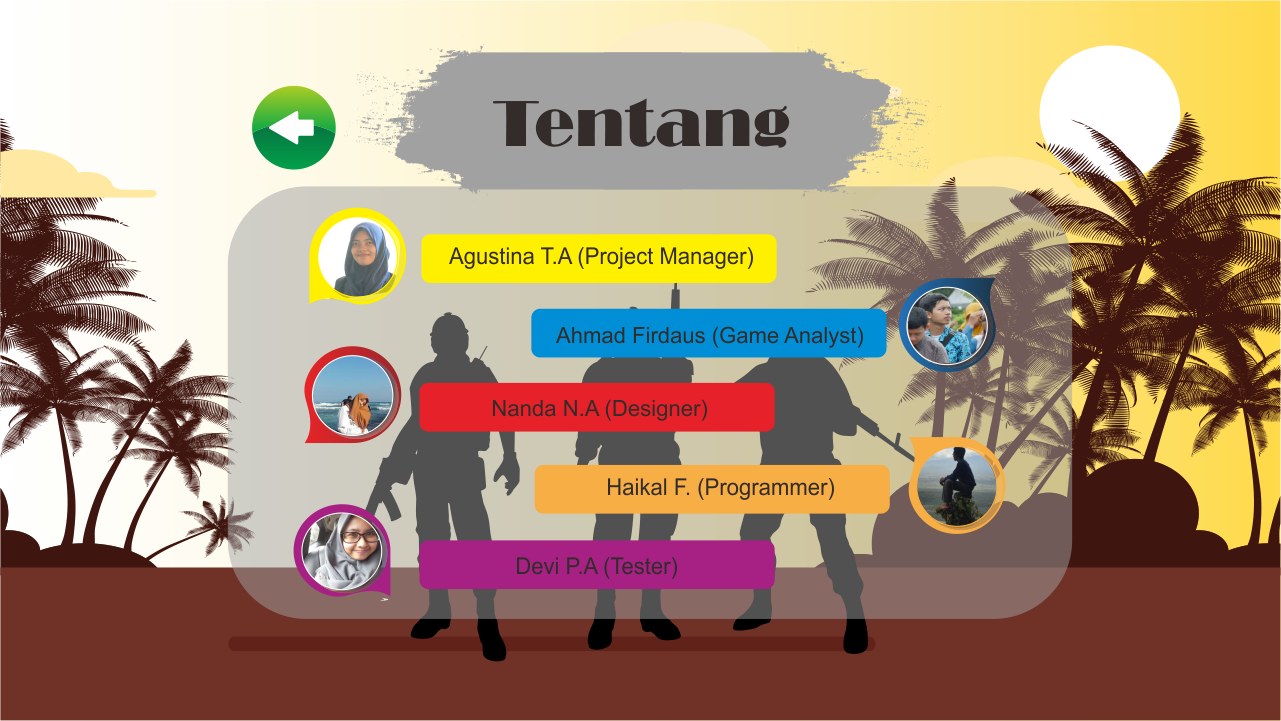 Tentang
Agustina T.A (Project Manager)
Ahmad Firdaus (Game Analyst)
Nanda N.A (Designer)
Haikal F. (Programmer)
Devi P.A (Tester)